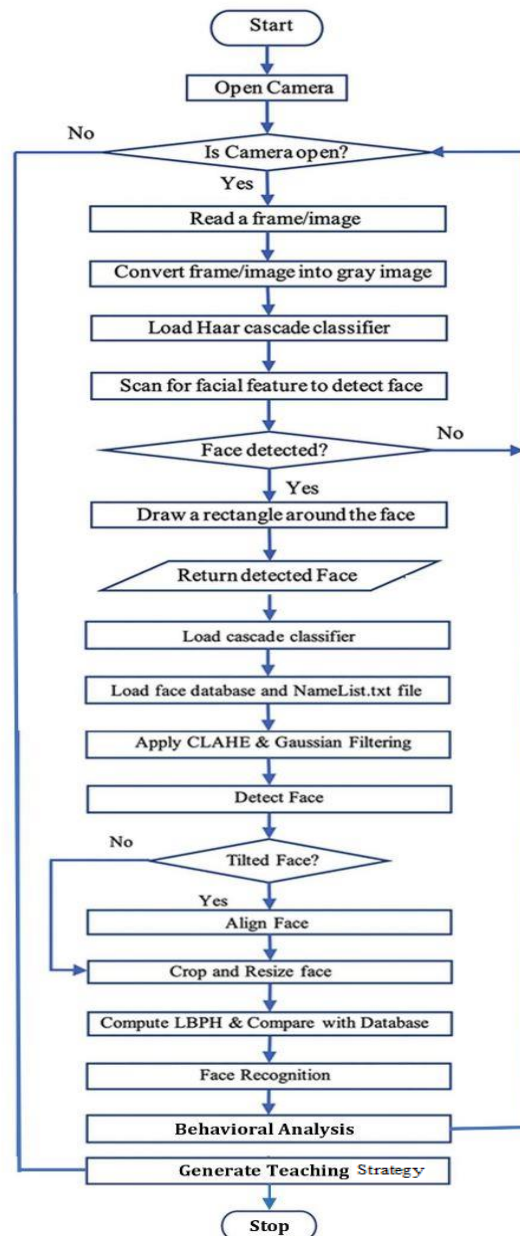 Start
Open Camera
No
Is Camera open?
Yes
Read a frame/image
Convert frame/image into gray image
Load Haar cascade classifier
Scan for facial feature to detect face
Face detected?
No
Yes
Draw a rectangle around the face
Return detected Face
Load cascade classifier
Load face database and NameList.txt file
Apply CLAHE & Gaussian Filtering
Detect Face
No
Tilted Face?
Yes
Align Face
Crop and Resize face
Compute LBPH & Compare with Database
Face Recognition
Behavioral Analysis
Generate Teaching Strategy
Stop